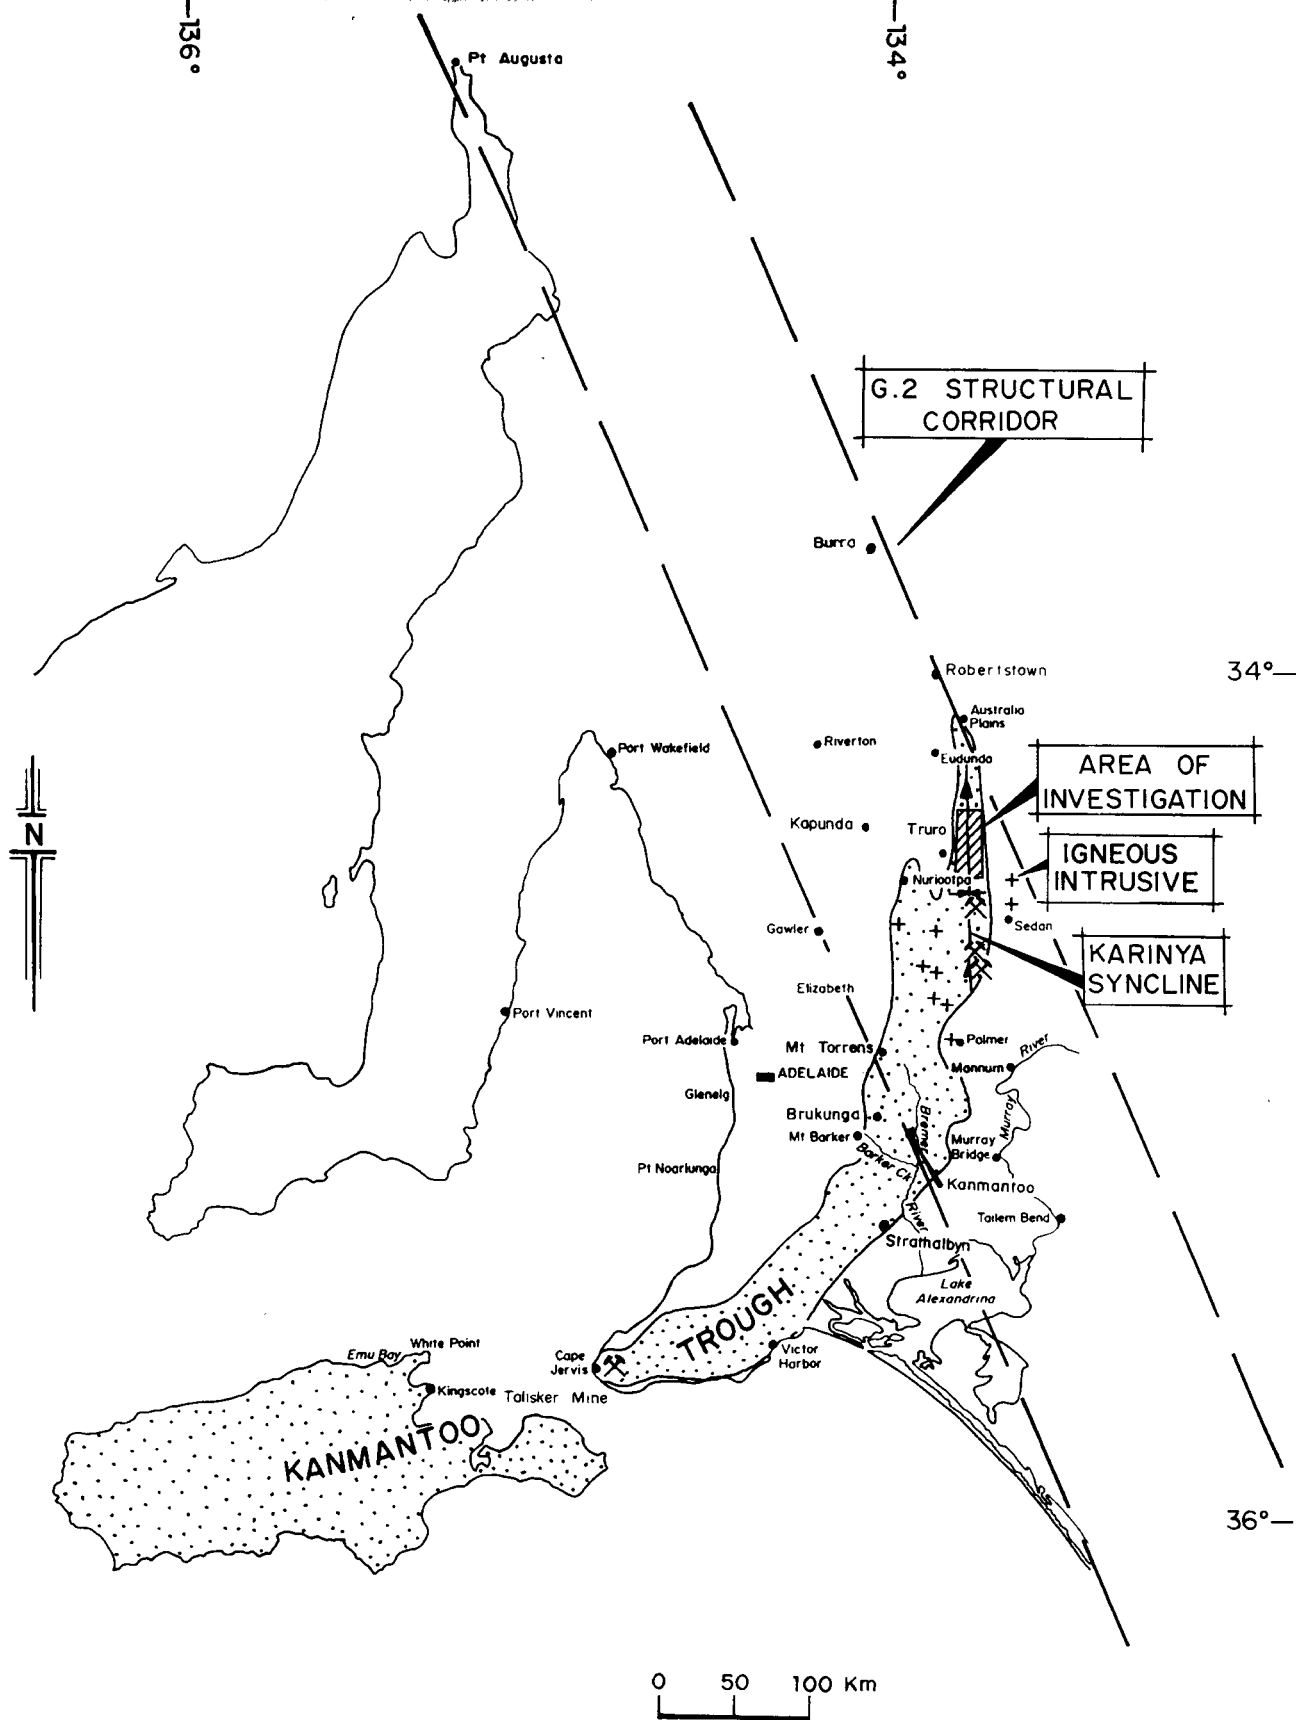 136°
134°
Pt Augusta
G.2 STRUCTURAL
CORRIDOR
Burra
Robertstown
34°
Australia
Plains
Riverton
Port Wakefield
Eudunda
AREA OF
INVESTIGATION
Kapunda
Truro
N
IGNEOUS
INTRUSIVE
Nuriootpa
Gawler
Sedan
KARINYA
SYNCLINE
Elizabeth
Port Vincent
Port Adelaide
Mt Torrens
Palmer
River
Mannum
ADELAIDE
Glenelg
Murray
Brukunga
Bremer
Mt Barker
Murray
Bridge
Barker Ck
Pt Noarlunga
Kanmantoo
River
Tailem Bend
Strathalbyn
Lake
Alexandrina
TROUGH
White Point
Emu Bay
Cape
Jervis
Victor
Harbor
Kingscote
Talisker Mine
KANMANTOO
36°
0 50 100 Km